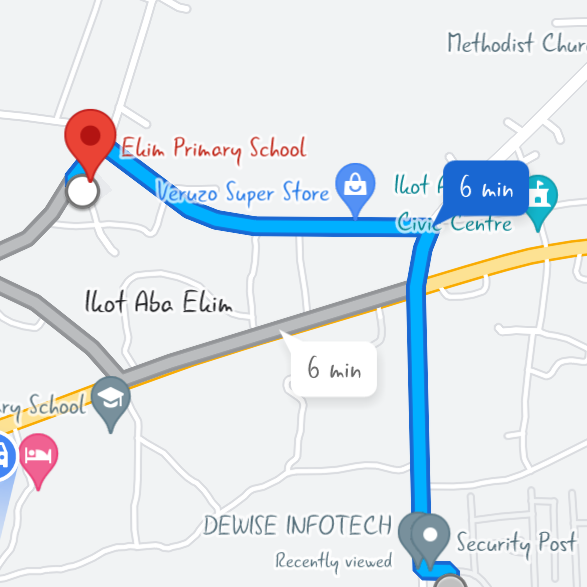 Methodist Chur
Ekim Primary School
Veruzo Super Store
Ikot A
6 min
Civic Centre
Ikot Aba Ekim
6 min
ry School
DEWISE INFOTECH
Recently viewed
Security Post